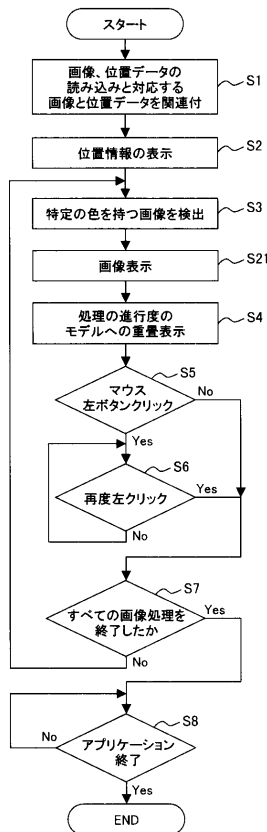 スタート
画像、位置データの
読み込みと対応する
画像と位置データを関連付
S1
位置情報の表示
S2
特定の色を持つ画像を検出
S3
画像表示
S21
処理の進行度の
モデルへの重畳表示
S4
マウス
左ボタンクリック
S5
No
Yes
再度左クリック
S6
Yes
No
すべての画像処理を
終了したか
S7
Yes
No
アプリケーション
終了
S8
No
Yes
END